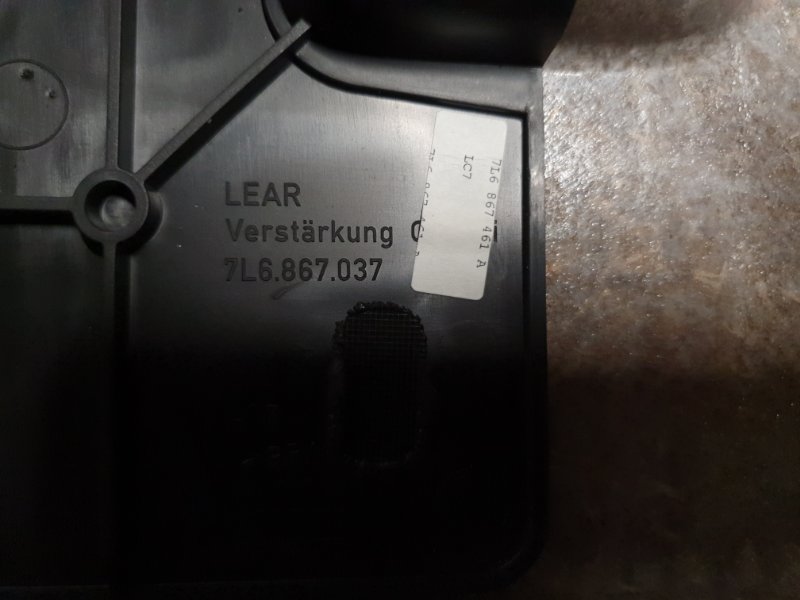 LEAR
Verstärkung
7L6.867.037
7L6 867 461 A
LC7